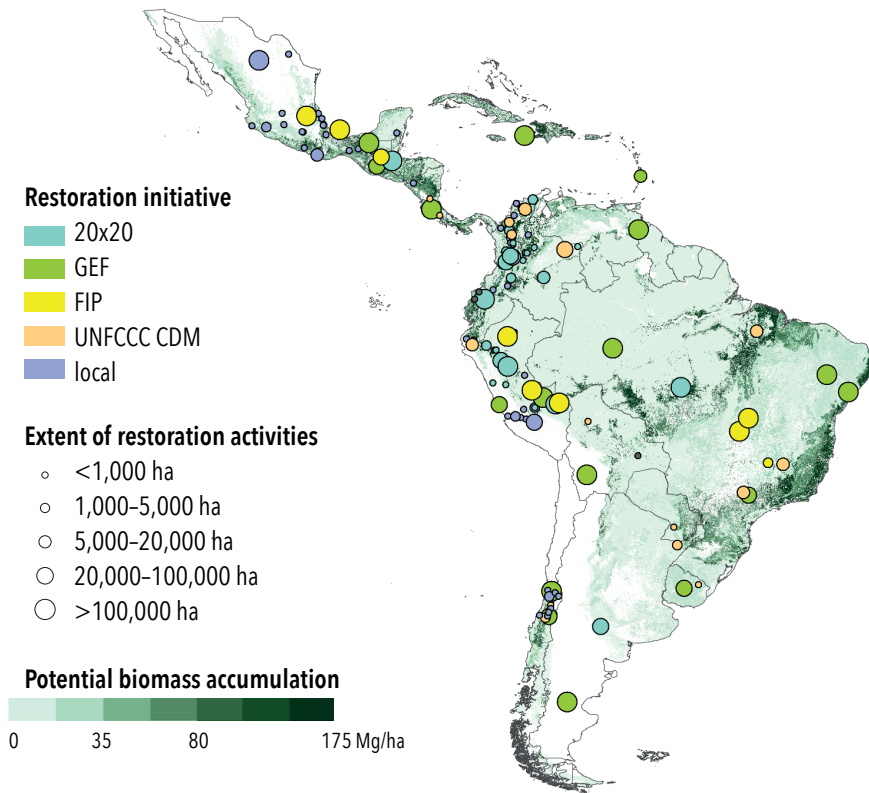 Restoration initiative
20x20
GEF
FIP
UNFCCC CDM
local
Extent of restoration activities
<1,000 ha
1,000–5,000 ha
5,000–20,000 ha
20,000–100,000 ha
>100,000 ha
Potential biomass accumulation
0 35 80 175 Mg/ha